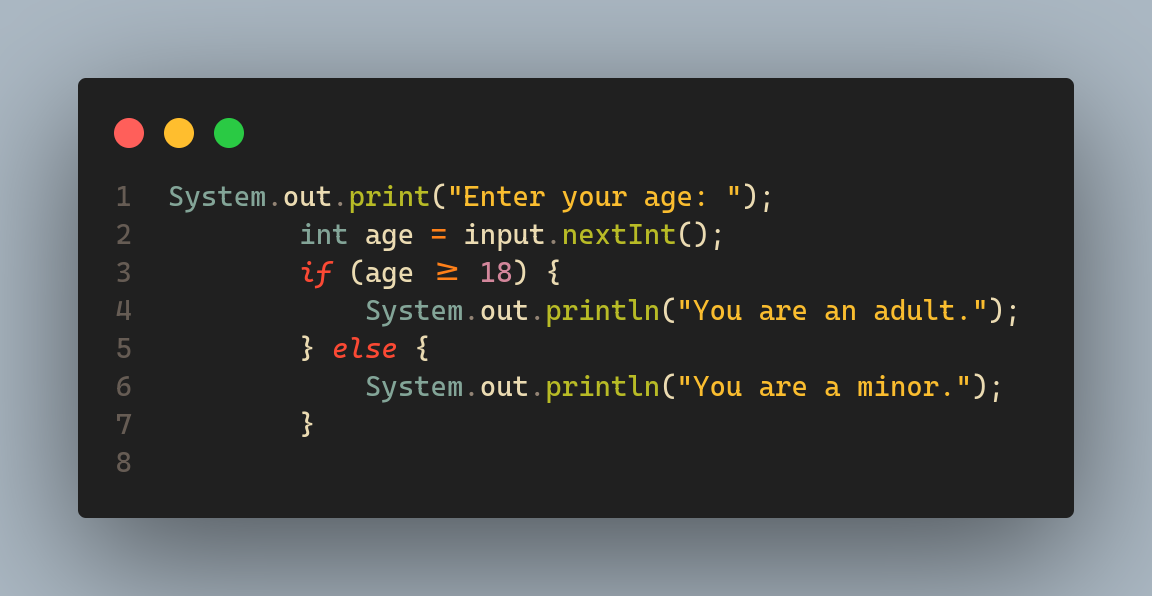 1 System.out.print("Enter your age: ");
2         int age = input.nextInt();
3         if (age ≥ 18) {
4             System.out.println("You are an adult.");
5         } else {
6             System.out.println("You are a minor.");
7         }
8